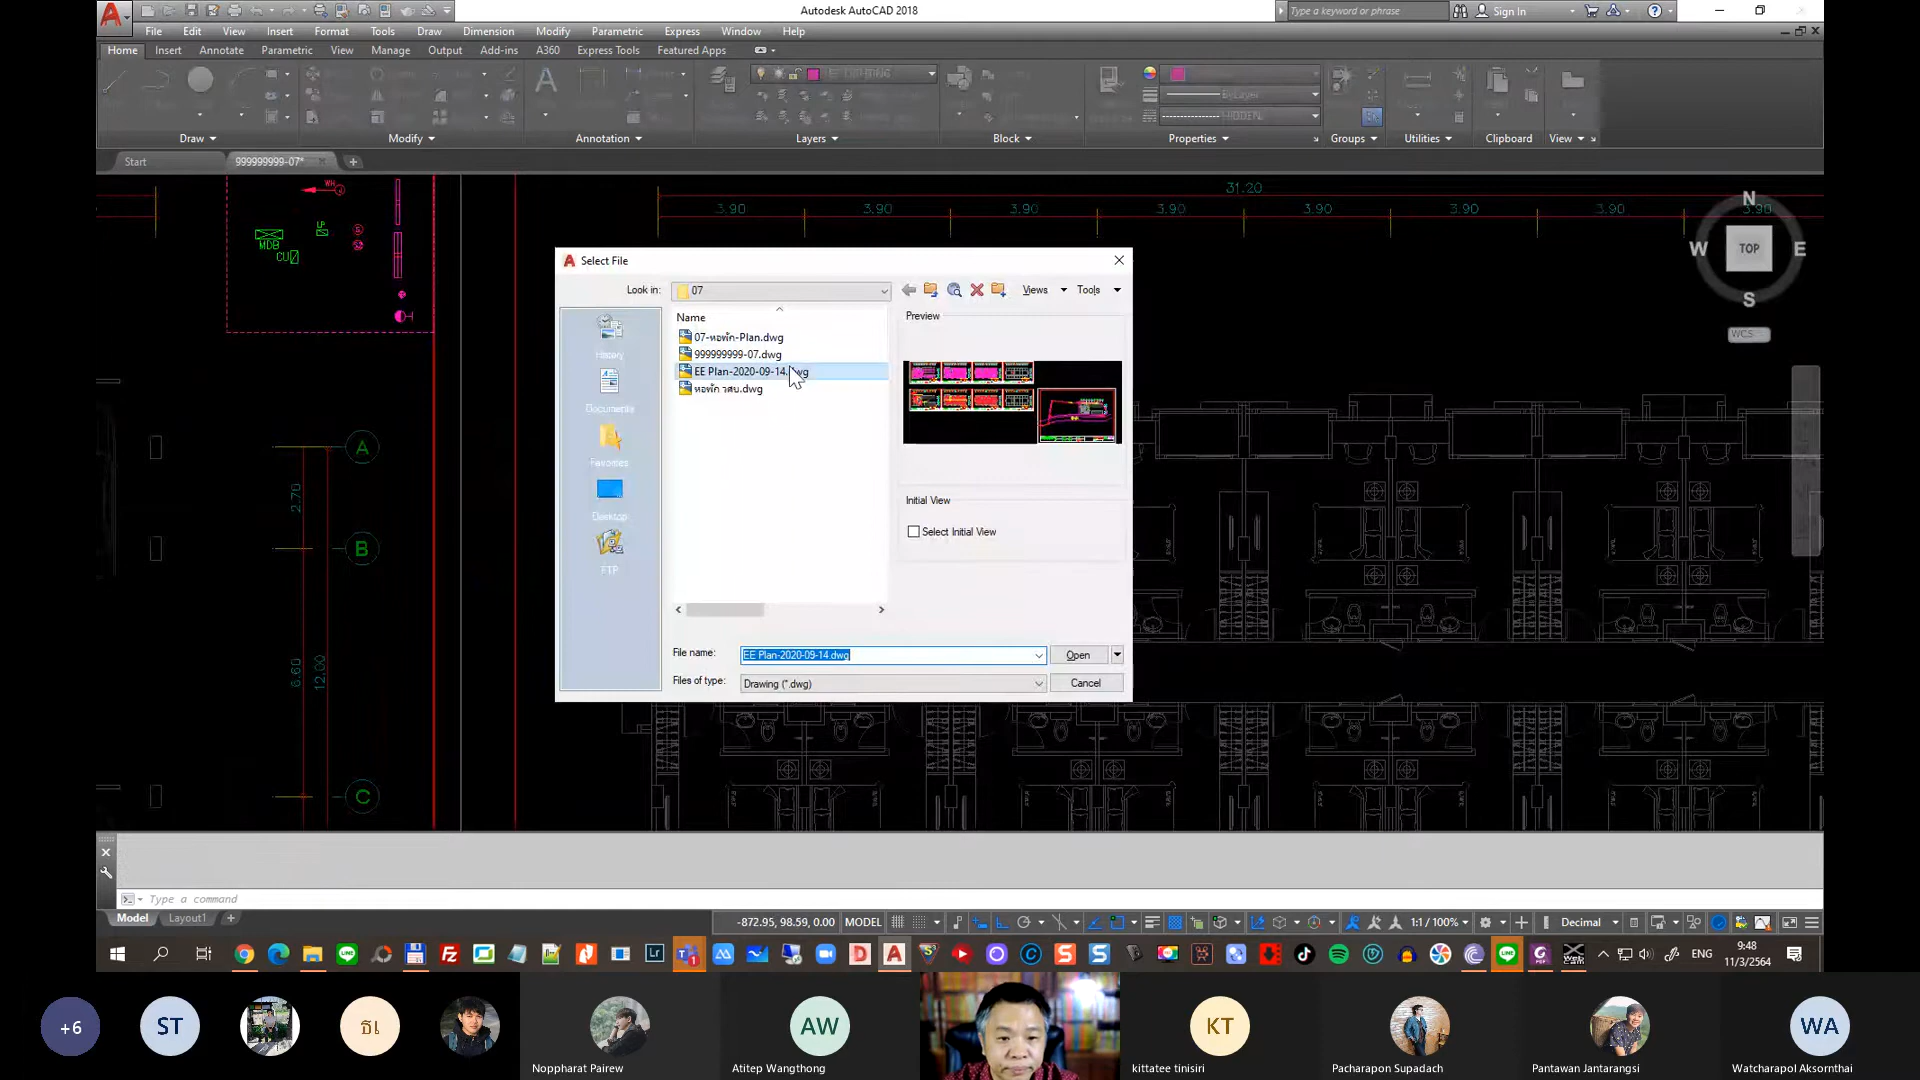 Autodesk AutoCAD 2018
Type a keyword or phrase
Sign In
File Edit View Insert Format Tools Draw Dimension Modify Parametric Express Window Help
Home Insert Annotate Parametric View Manage Output Add-ins A360 Express Tools Featured Apps
ByLayer
HIDDEN
Draw Modify Annotation Layers Block Properties Groups Utilities Clipboard View
Start 999999999-07*
31.20
3.90 3.90 3.90 3.90 3.90 3.90 3.90 3.90
WH
LP
MDB
CU
N
W TOP E
S
WCS
A
2.70
B
6.60
12.00
C
Select File
Look in: 07
Views Tools
Name
07-หอพัก-Plan.dwg
999999999-07.dwg
EE Plan-2020-09-14.dwg
หอพัก วศบ.dwg
History
Documents
Favorites
Desktop
FTP
Preview
Initial View
Select Initial View
File name: EE Plan-2020-09-14.dwg Open
Files of type: Drawing (*.dwg) Cancel
Type a command
Model Layout1
-872.95, 98.59, 0.00 MODEL 1:1 / 100% Decimal
ENG
9:48
11/3/2564
+6 ST ธเ AW KT WA
Noppharat Pairew Atitep Wangthong kittatee tinisiri Pacharapon Supadach Pantawan Jantarangsi Watcharapol Aksornthai